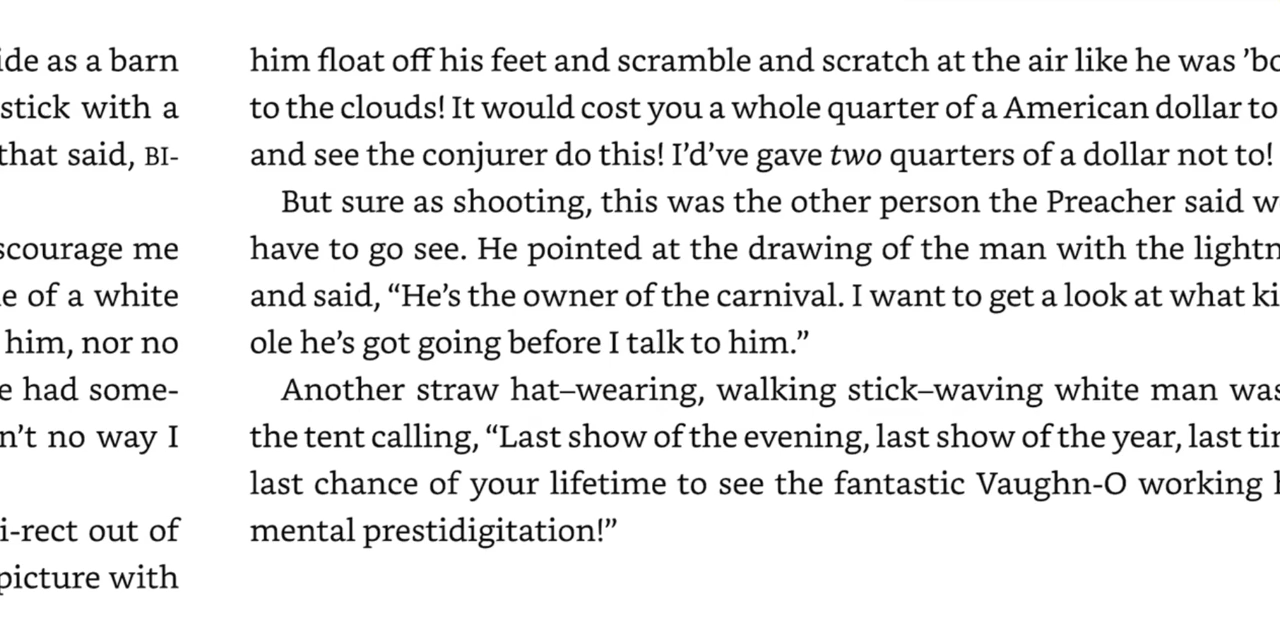 ide as a barn
stick with a
that said, BI-
scourage me
e of a white
him, nor no
e had some-
n't no way I
i-rect out of
picture with
him float off his feet and scramble and scratch at the air like he was ’bo
to the clouds! It would cost you a whole quarter of a American dollar to
and see the conjurer do this! I’d’ve gave two quarters of a dollar not to!
But sure as shooting, this was the other person the Preacher said w
have to go see. He pointed at the drawing of the man with the lightn
and said, “He’s the owner of the carnival. I want to get a look at what ki
ole he’s got going before I talk to him.”
Another straw hat–wearing, walking stick–waving white man was
the tent calling, “Last show of the evening, last show of the year, last tir
last chance of your lifetime to see the fantastic Vaughn-O working
mental prestidigitation!”